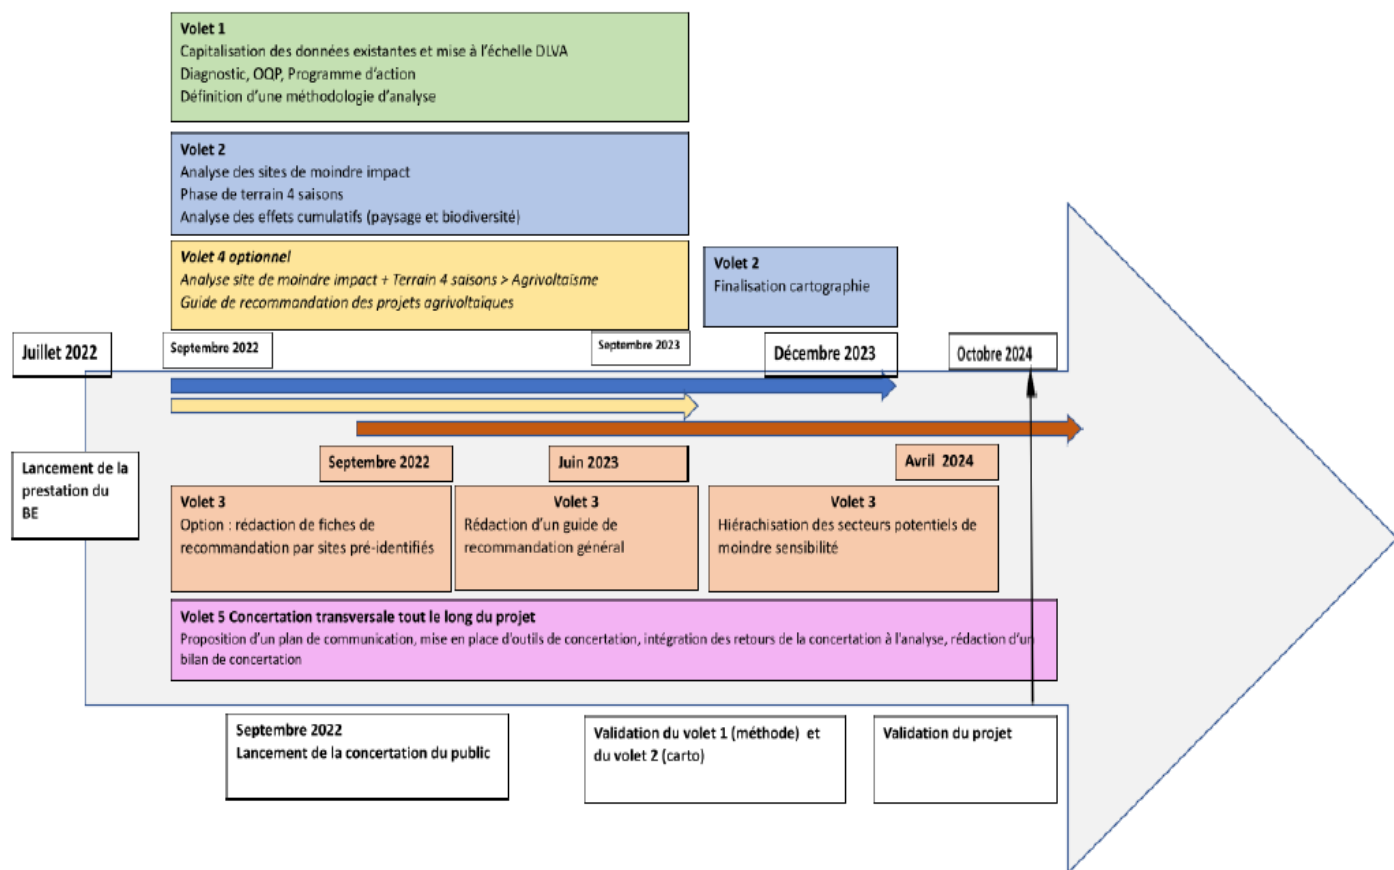 Volet 1
Capitalisation des données existantes et mise à l'échelle DLVA
Diagnostic, OQP, Programme d'action
Définition d'une méthodologie d'analyse
Volet 2
Analyse des sites de moindre impact
Phase de terrain 4 saisons
Analyse des effets cumulatifs (paysage et biodiversité)
Volet 4 optionnel
Analyse site de moindre impact + Terrain 4 saisons > Agrivoltaïsme
Guide de recommandation des projets agrivoltaïques
Volet 2
Finalisation cartographie
Juillet 2022
Septembre 2022
Septembre 2023
Décembre 2023
Octobre 2024
Lancement de la
prestation du
BE
Septembre 2022
Juin 2023
Avril 2024
Volet 3
Option : rédaction de fiches de
recommandation par sites pré-identifiés
Volet 3
Rédaction d'un guide de
recommandation général
Volet 3
Hiérachisation des secteurs potentiels de
moindre sensibilité
Volet 5 Concertation transversale tout le long du projet
Proposition d'un plan de communication, mise en place d'outils de concertation, intégration des retours de la concertation à l'analyse, rédaction d'un
bilan de concertation
Septembre 2022
Lancement de la concertation du public
Validation du volet 1 (méthode) et
du volet 2 (carto)
Validation du projet